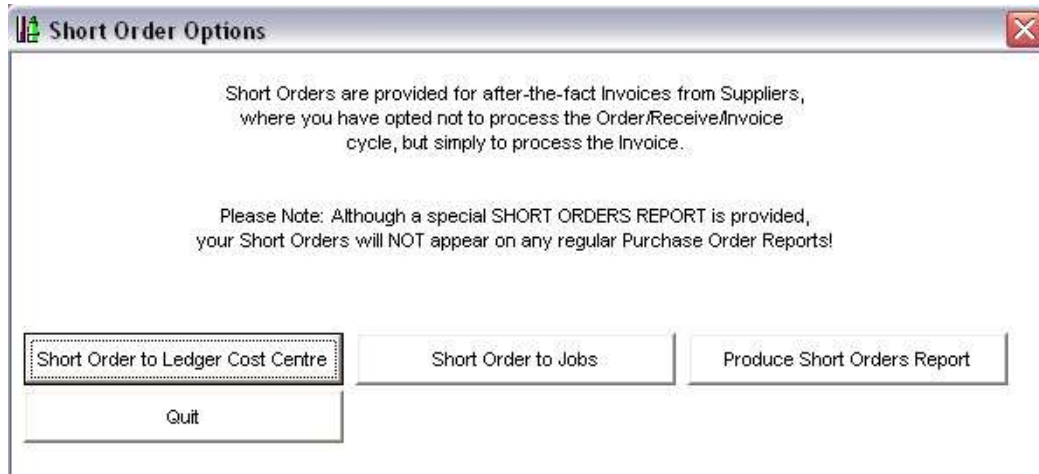 Short Order Options
Short Orders are provided for after-the-fact Invoices from Suppliers,
where you have opted not to process the Order/Receive/Invoice
cycle, but simply to process the Invoice.
Please Note: Although a special SHORT ORDERS REPORT is provided,
your Short Orders will NOT appear on any regular Purchase Order Reports!
Short Order to Ledger Cost Centre
Short Order to Jobs
Produce Short Orders Report
Quit